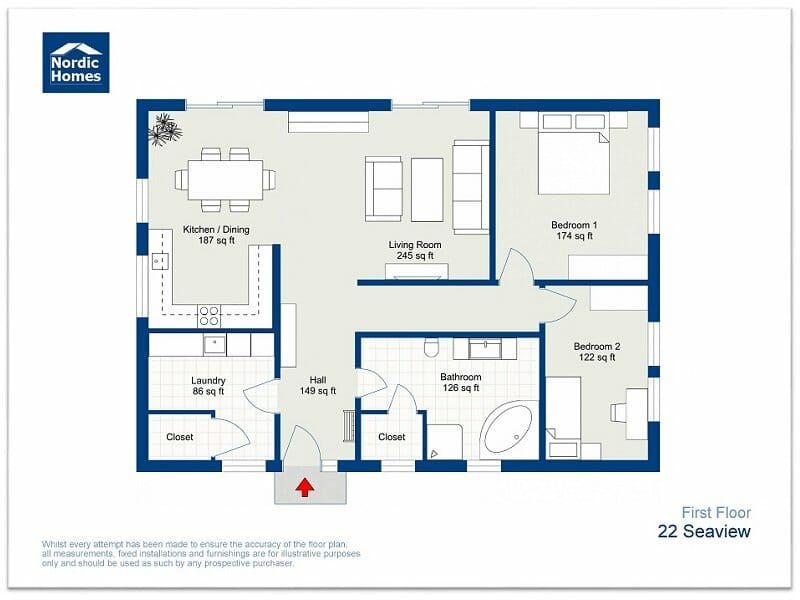 Nordic
Homes
Kitchen / Dining
187 sq ft
Living Room
245 sq ft
Bedroom 1
174 sq ft
Bedroom 2
122 sq ft
Laundry
86 sq ft
Hall
149 sq ft
Bathroom
126 sq ft
Closet
Closet
First Floor
22 Seaview
Whilst every attempt has been made to ensure the accuracy of the floor plan,
all measurements, fixed installations and furnishings are for illustrative purposes
only and should be used as such by any prospective purchaser.